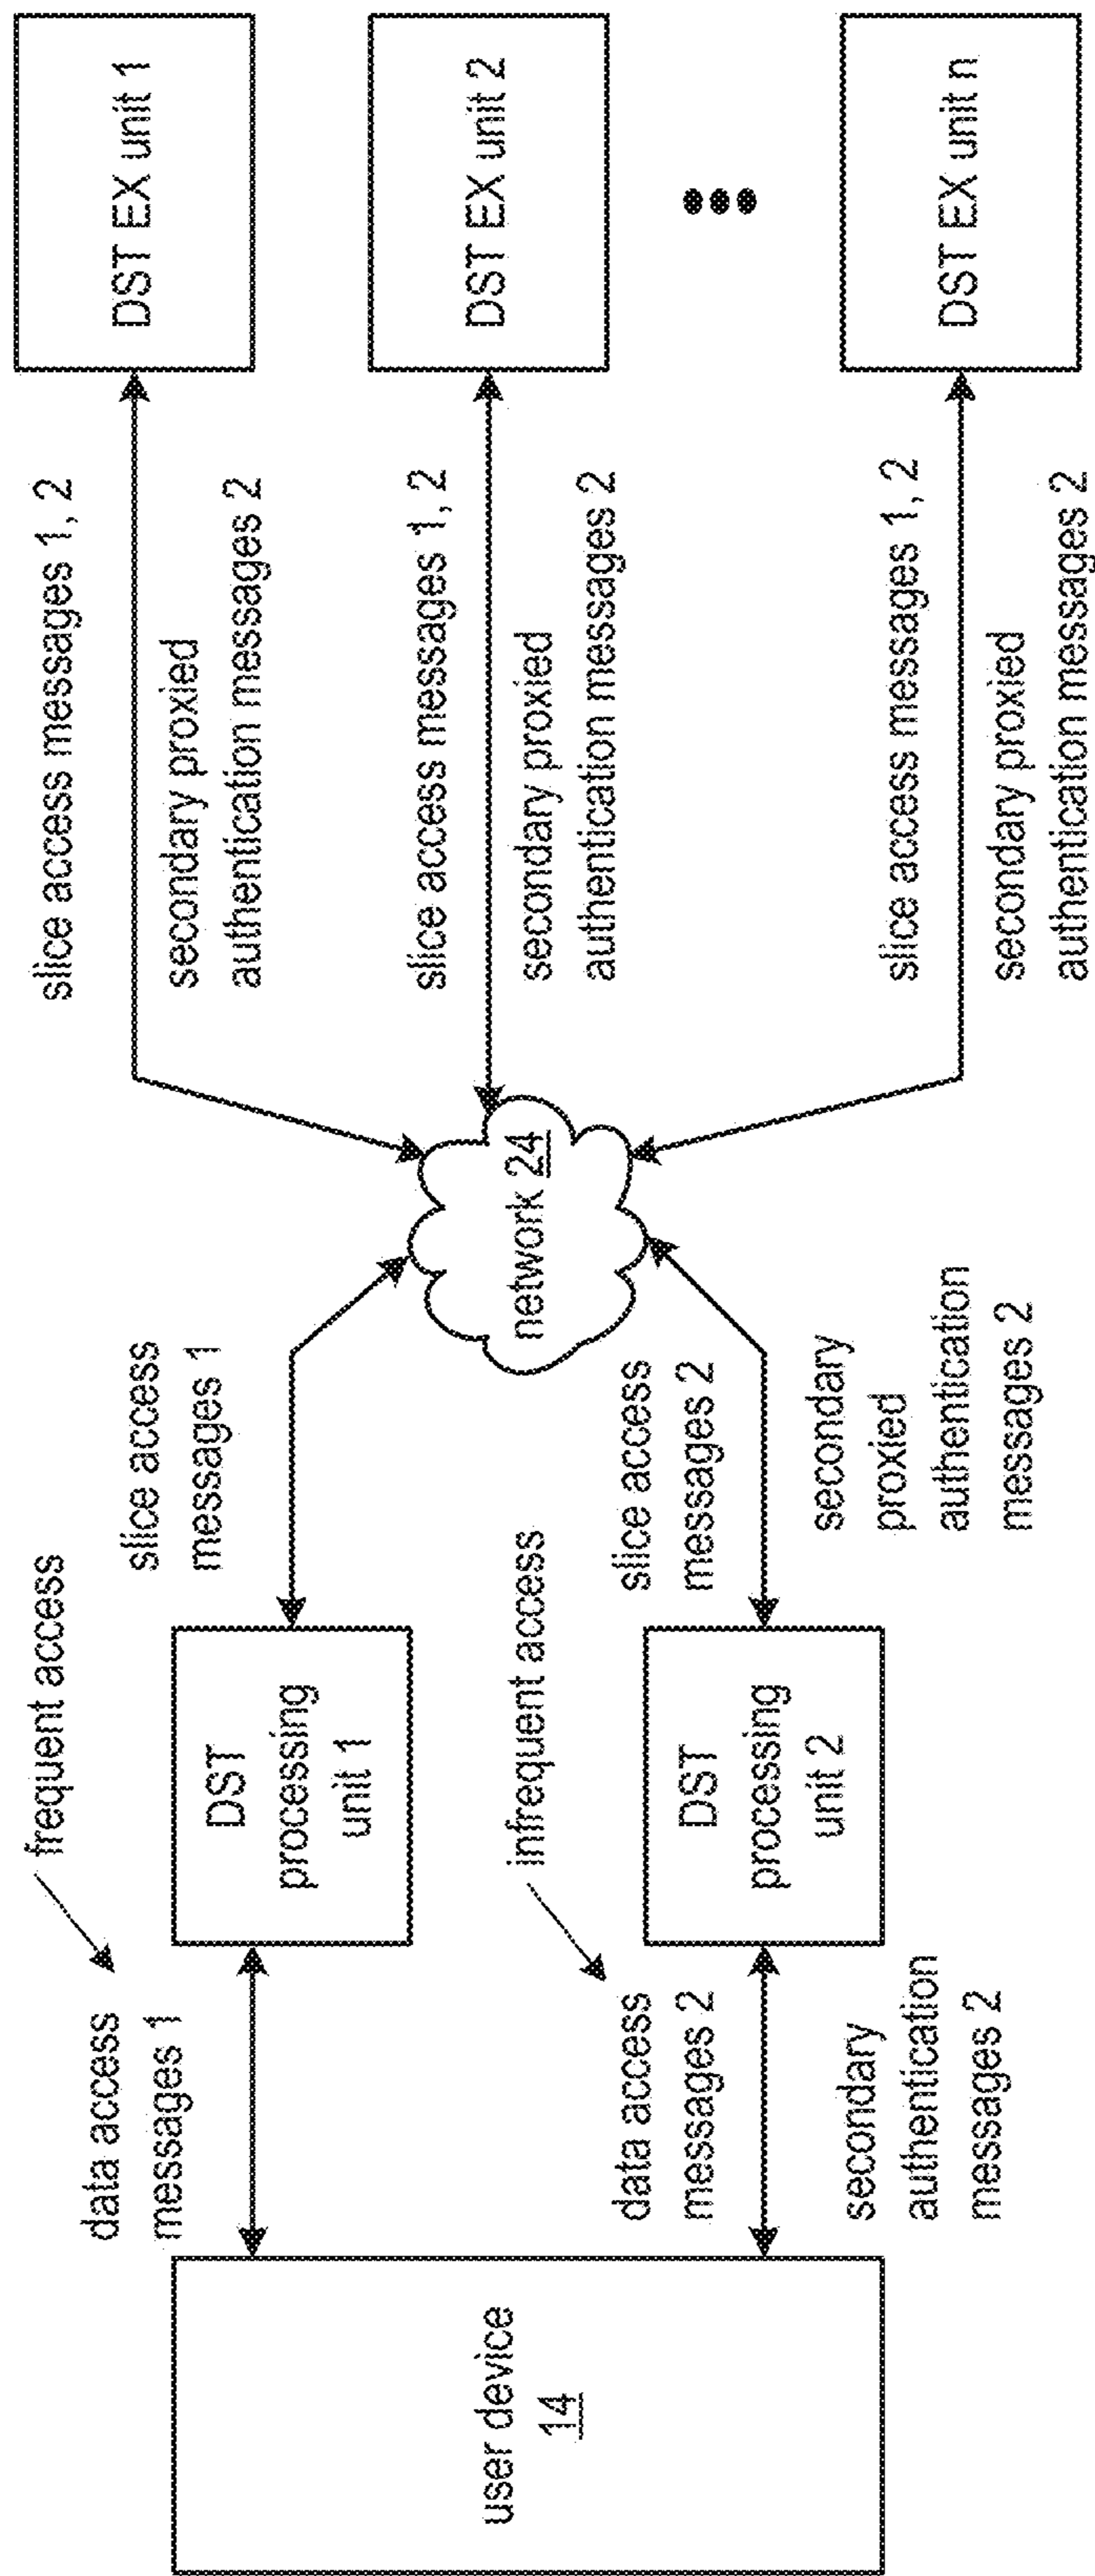 user device
14
data access
messages 1
frequent access
DST
processing
unit 1
slice access
messages 1
data access
messages 2
infrequent access
secondary
authentication
messages 2
DST
processing
unit 2
slice access
messages 2
secondary
proxied
authentication
messages 2
network 24
slice access messages 1, 2
secondary proxied
authentication messages 2
DST EX unit 1
slice access messages 1, 2
secondary proxied
authentication messages 2
DST EX unit 2
slice access messages 1, 2
secondary proxied
authentication messages 2
DST EX unit n